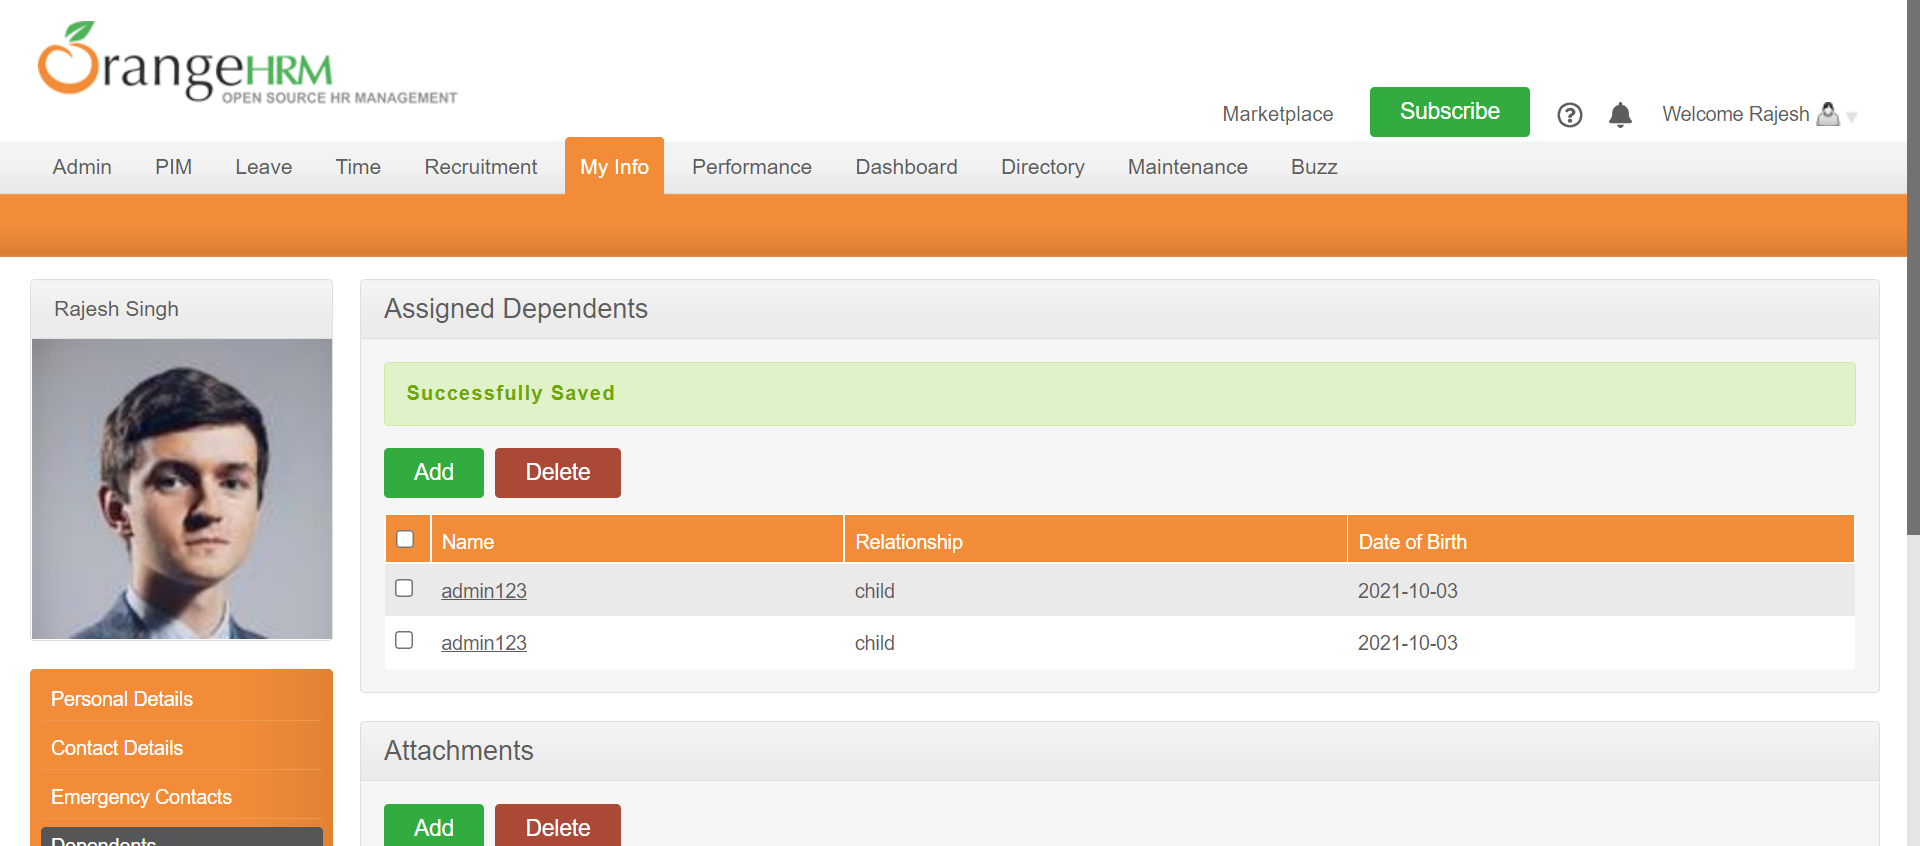 OrangeHRM
OPEN SOURCE HR MANAGEMENT
Marketplace
Subscribe
Welcome Rajesh
Admin PIM Leave Time Recruitment My Info Performance Dashboard Directory Maintenance Buzz
Rajesh Singh
Assigned Dependents
Successfully Saved
Add Delete
Name Relationship Date of Birth
admin123 child 2021-10-03
admin123 child 2021-10-03
Personal Details
Contact Details
Emergency Contacts
Dependents
Attachments
Add Delete